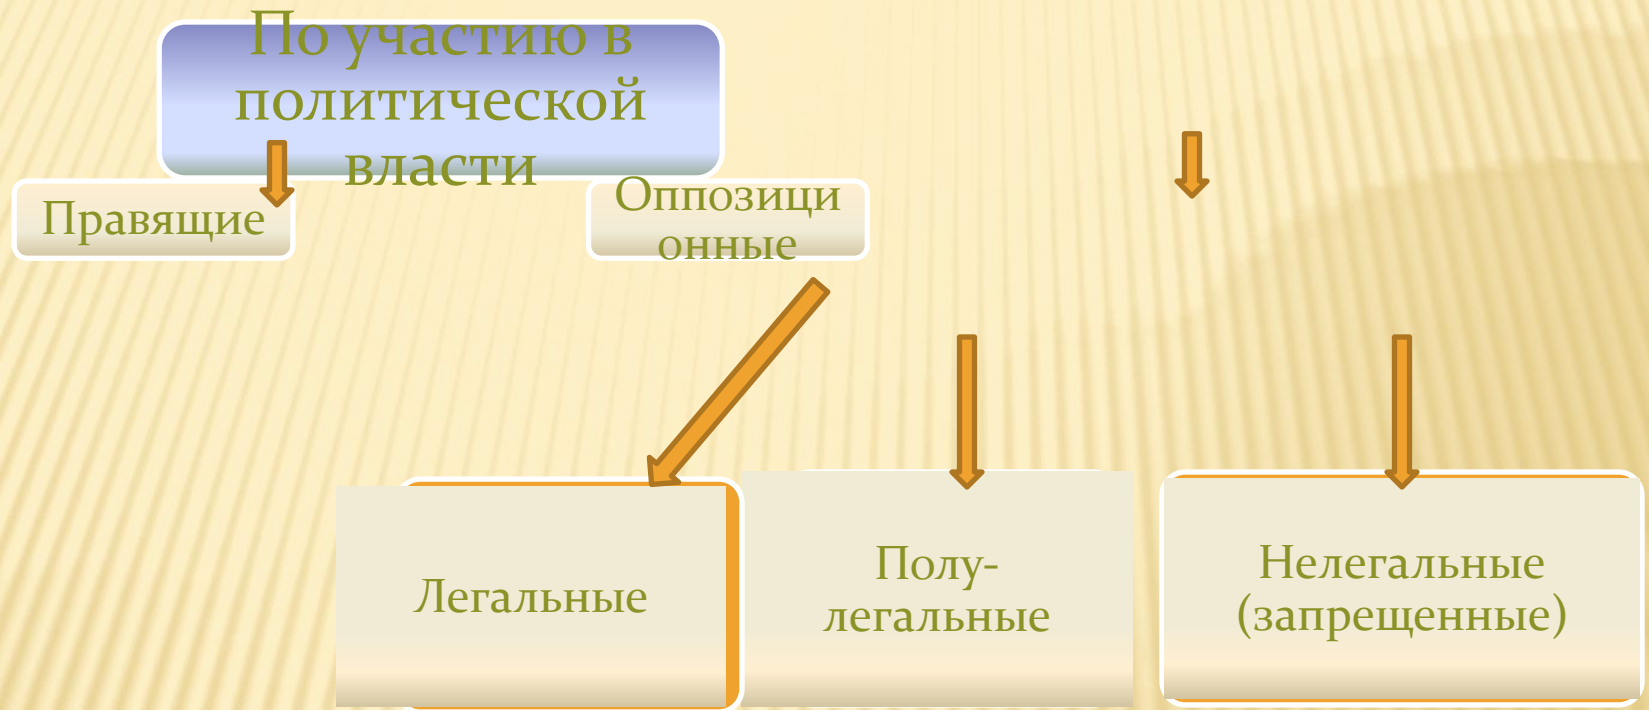 По участию в
политической
власти
Правящие
Оппозици
онные
Легальные
Полу-
легальные
Нелегальные
(запрещенные)